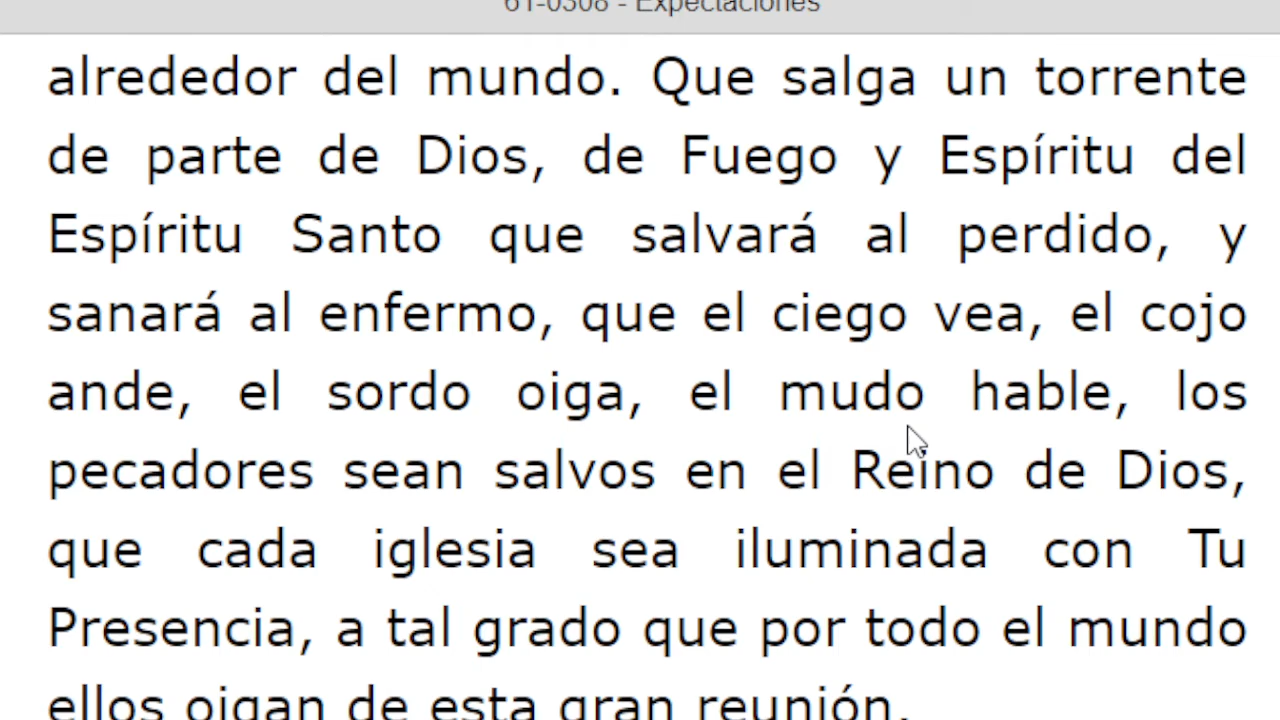 61-0308 - Expectaciones
alrededor del mundo. Que salga un torrente
de parte de Dios, de Fuego y Espíritu del
Espíritu Santo que salvará al perdido, y
sanará al enfermo, que el ciego vea, el cojo
ande, el sordo oiga, el mudo hable, los
pecadores sean salvos en el Reino de Dios,
que cada iglesia sea iluminada con Tu
Presencia, a tal grado que por todo el mundo
ellos oigan de esta gran reunión.